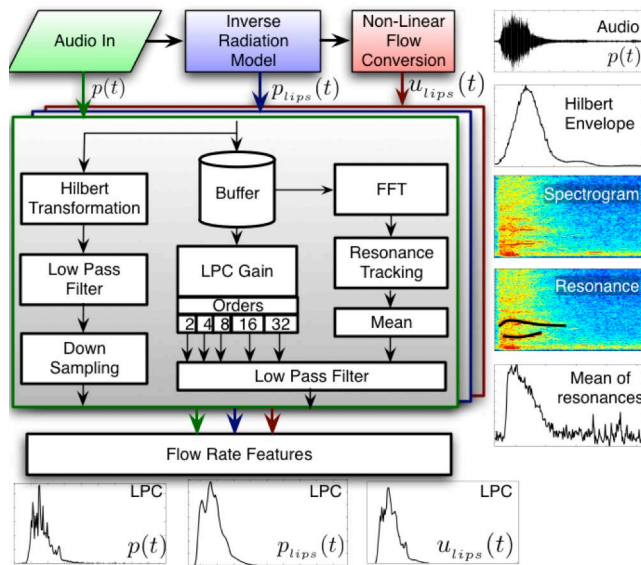 Audio In
Inverse
Radiation
Model
Non-Linear
Flow
Conversion
p(t)
p_lips(t)
u_lips(t)
Hilbert
Transformation
Low Pass
Filter
Down
Sampling
Buffer
LPC Gain
Orders
2 4 8 16 32
FFT
Resonance
Tracking
Mean
Low Pass Filter
Flow Rate Features
Audio
p(t)
Hilbert
Envelope
Spectrogram
Resonance
Mean of
resonances
LPC
p(t)
LPC
p_lips(t)
LPC
u_lips(t)